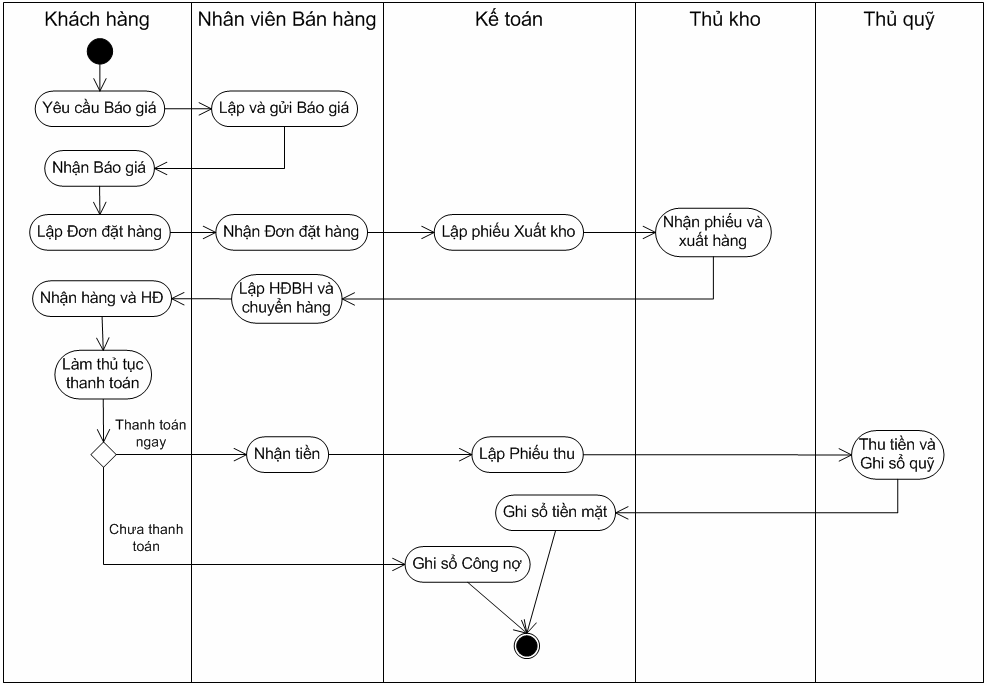 Khách hàng
Nhân viên Bán hàng
Kế toán
Thủ kho
Thủ quỹ
Yêu cầu Báo giá
Lập và gửi Báo giá
Nhận Báo giá
Lập Đơn đặt hàng
Nhận Đơn đặt hàng
Lập phiếu Xuất kho
Nhận phiếu và
xuất hàng
Nhận hàng và HĐ
Lập HĐBH và
chuyển hàng
Làm thủ tục
thanh toán
Thanh toán
ngay
Nhận tiền
Lập Phiếu thu
Thu tiền và
Ghi sổ quỹ
Ghi sổ tiền mặt
Chưa thanh
toán
Ghi sổ Công nợ